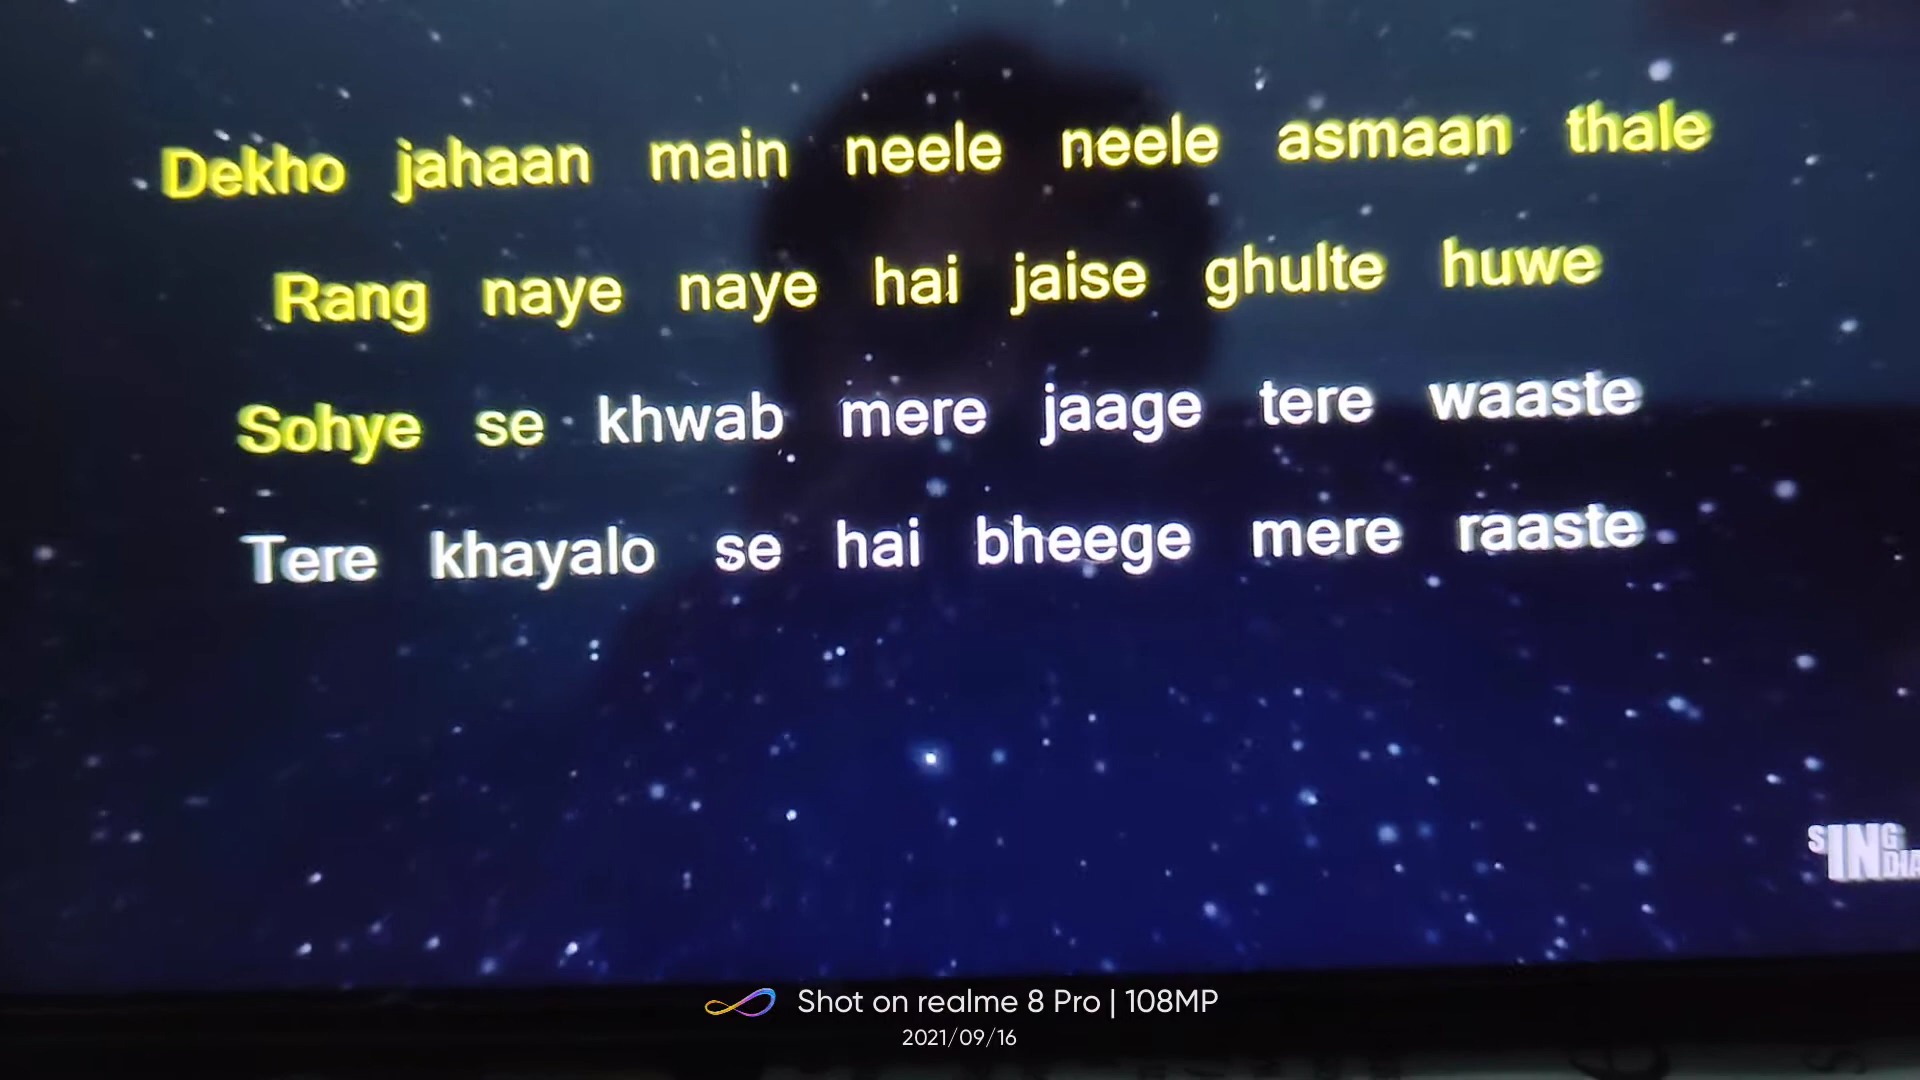 Dekho jahaan main neele neele asmaan thale
Rang naye naye hai jaise ghulte huwe
Sohye se khwab mere jaage tere waaste
Tere khayalo se hai bheege mere raaste
SING
Shot on realme 8 Pro | 108MP
2021/09/16